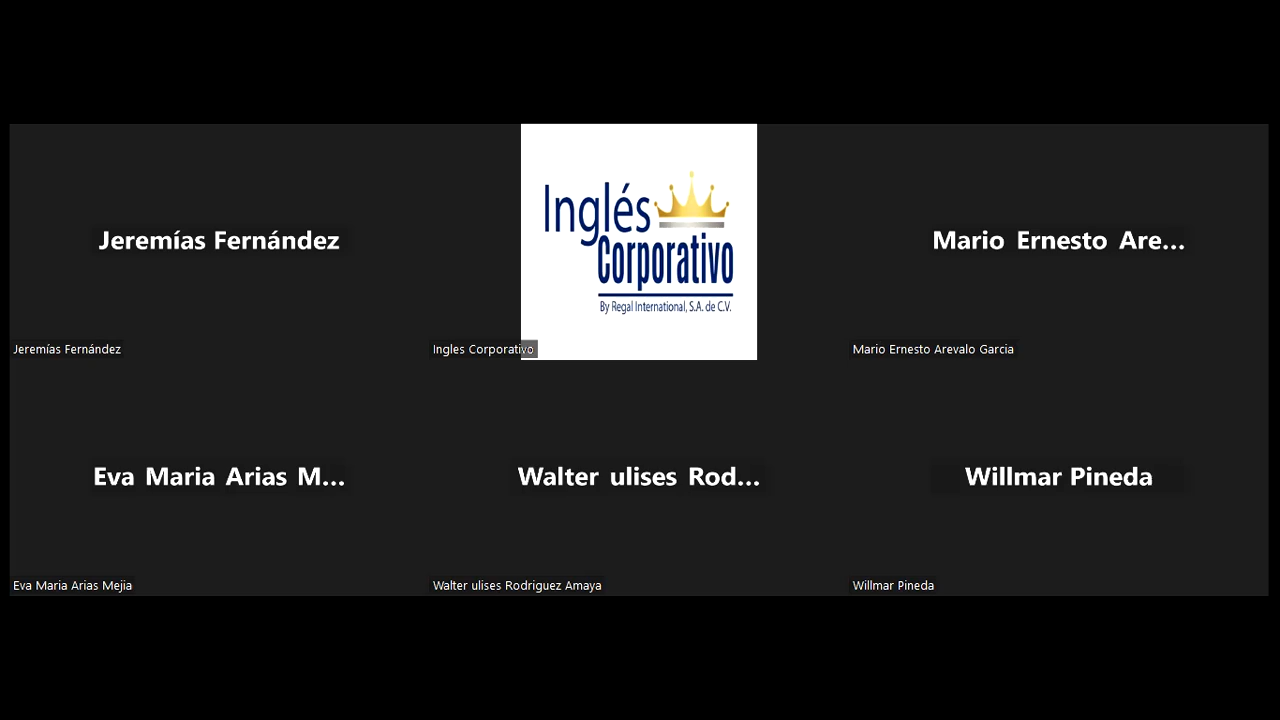 Jeremías Fernández
Inglés
Corporativo
By Regal International, S.A. de C.V.
Mario Ernesto Are...
Jeremías Fernández
Ingles Corporativo
Mario Ernesto Arevalo Garcia
Eva Maria Arias M...
Walter ulises Rod...
Willmar Pineda
Eva Maria Arias Mejia
Walter ulises Rodriguez Amaya
Willmar Pineda